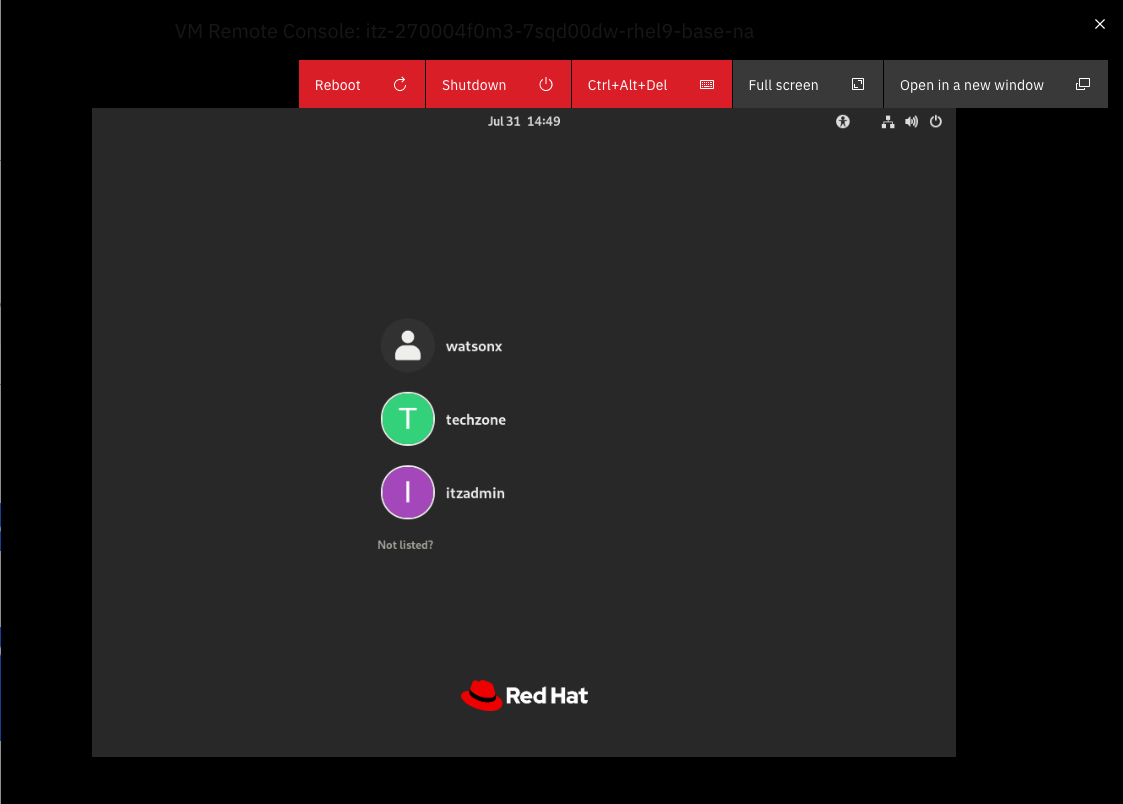 VM Remote Console: itz-270004f0m3-7sqd00dw-rhel9-base-na
Reboot Shutdown Ctrl+Alt+Del Full screen Open in a new window
Jul 31 14:49
watsonx
T techzone
I itzadmin
Not listed?
Red Hat